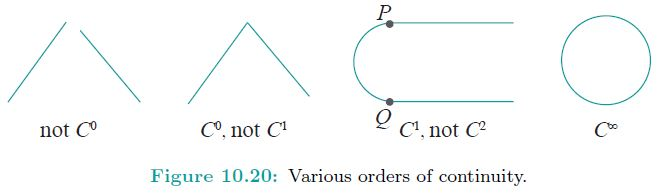 P
Q
not C⁰
C⁰, not C¹
C¹, not C²
C∞
Figure 10.20: Various orders of continuity.